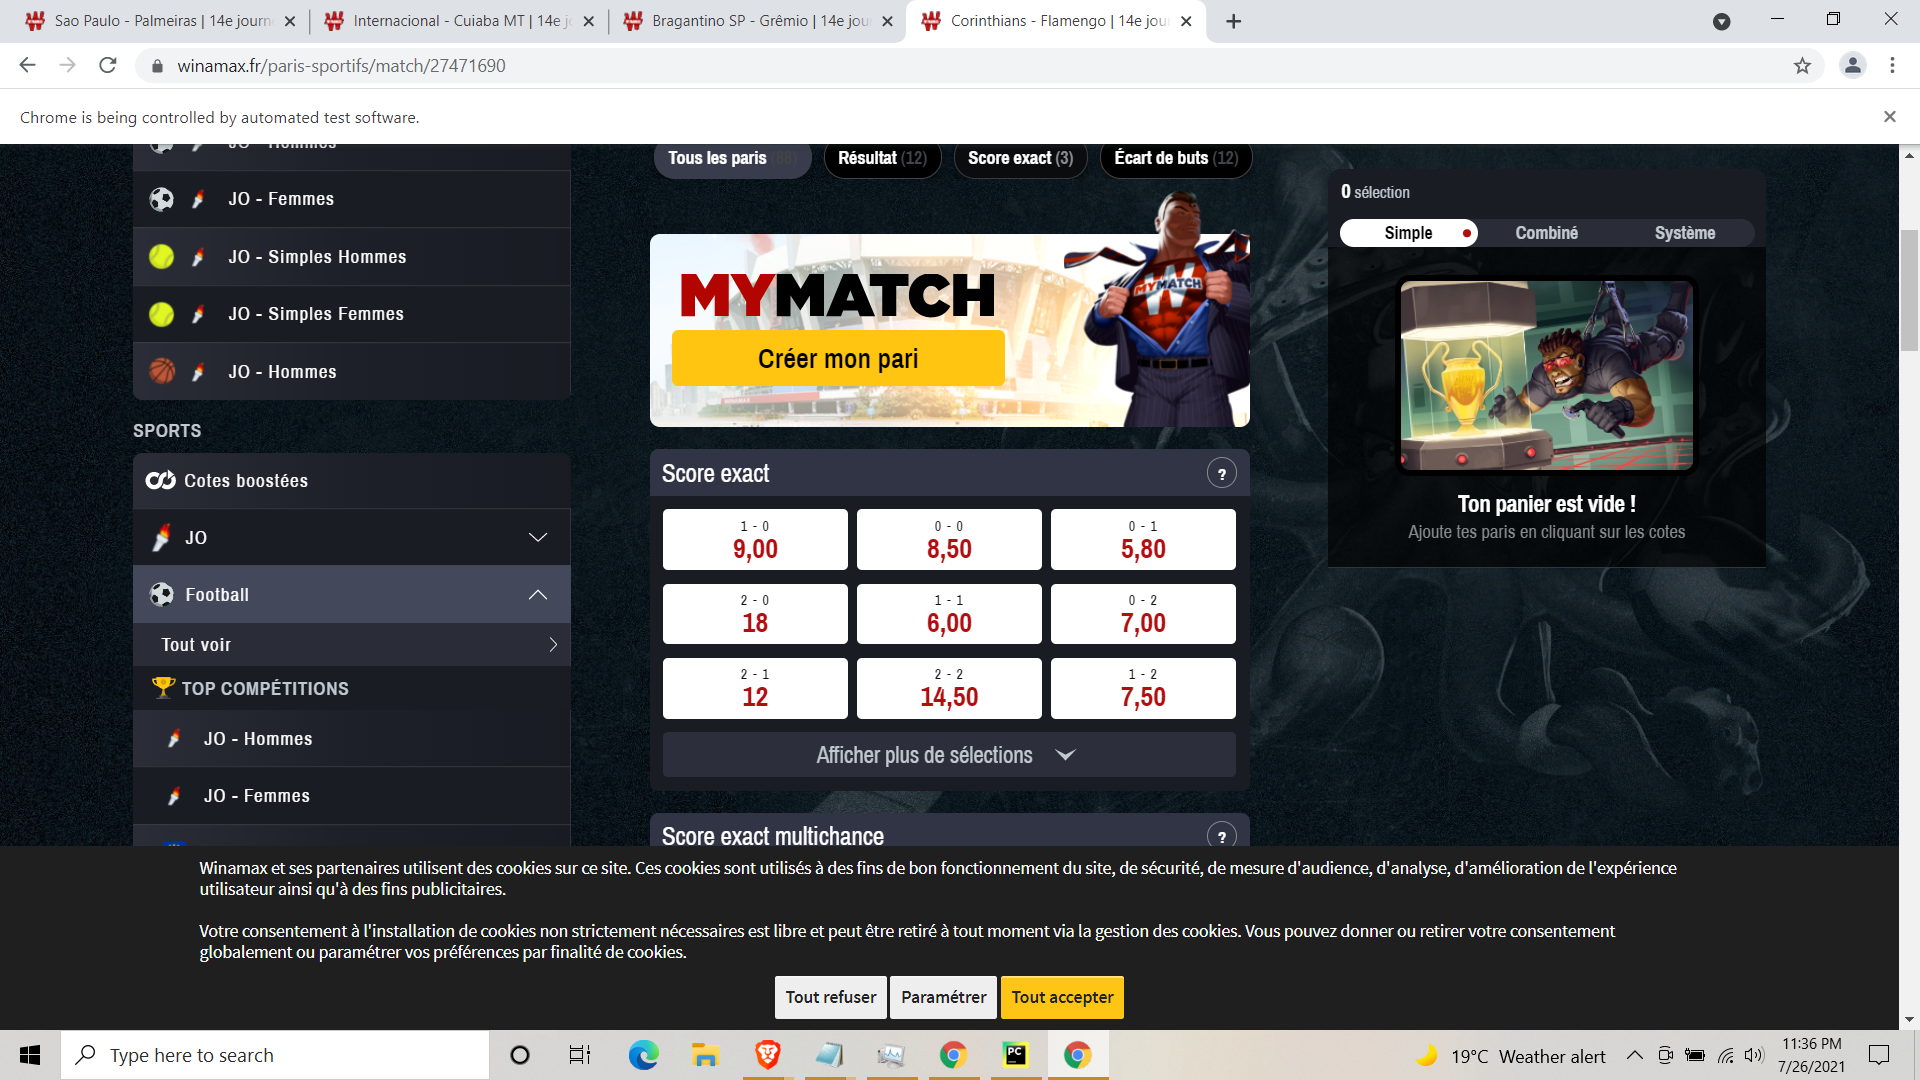 Sao Paulo - Palmeiras | 14e journ
Internacional - Cuiaba MT | 14e j
Bragantino SP - Grêmio | 14e jou
Corinthians - Flamengo | 14e jou
winamax.fr/paris-sportifs/match/27471690
Chrome is being controlled by automated test software.
JO - Hommes
JO - Femmes
JO - Simples Hommes
JO - Simples Femmes
JO - Hommes
SPORTS
Cotes boostées
JO
Football
Tout voir
TOP COMPÉTITIONS
JO - Hommes
JO - Femmes
Tous les paris (88)
Résultat (12)
Score exact (3)
Écart de buts (12)
MYMATCH
Créer mon pari
MYMATCH
WINAMAX
Score exact
?
1 - 0
9,00
0 - 0
8,50
0 - 1
5,80
2 - 0
18
1 - 1
6,00
0 - 2
7,00
2 - 1
12
2 - 2
14,50
1 - 2
7,50
Afficher plus de sélections
Score exact multichance
?
0 sélection
Simple
Combiné
Système
Ton panier est vide !
Ajoute tes paris en cliquant sur les cotes
Winamax et ses partenaires utilisent des cookies sur ce site. Ces cookies sont utilisés à des fins de bon fonctionnement du site, de sécurité, de mesure d'audience, d'analyse, d'amélioration de l'expérience
utilisateur ainsi qu'à des fins publicitaires.
Votre consentement à l'installation de cookies non strictement nécessaires est libre et peut être retiré à tout moment via la gestion des cookies. Vous pouvez donner ou retirer votre consentement
globalement ou paramétrer vos préférences par finalité de cookies.
Tout refuser
Paramétrer
Tout accepter
Type here to search
PC
19°C Weather alert
11:36 PM
7/26/2021